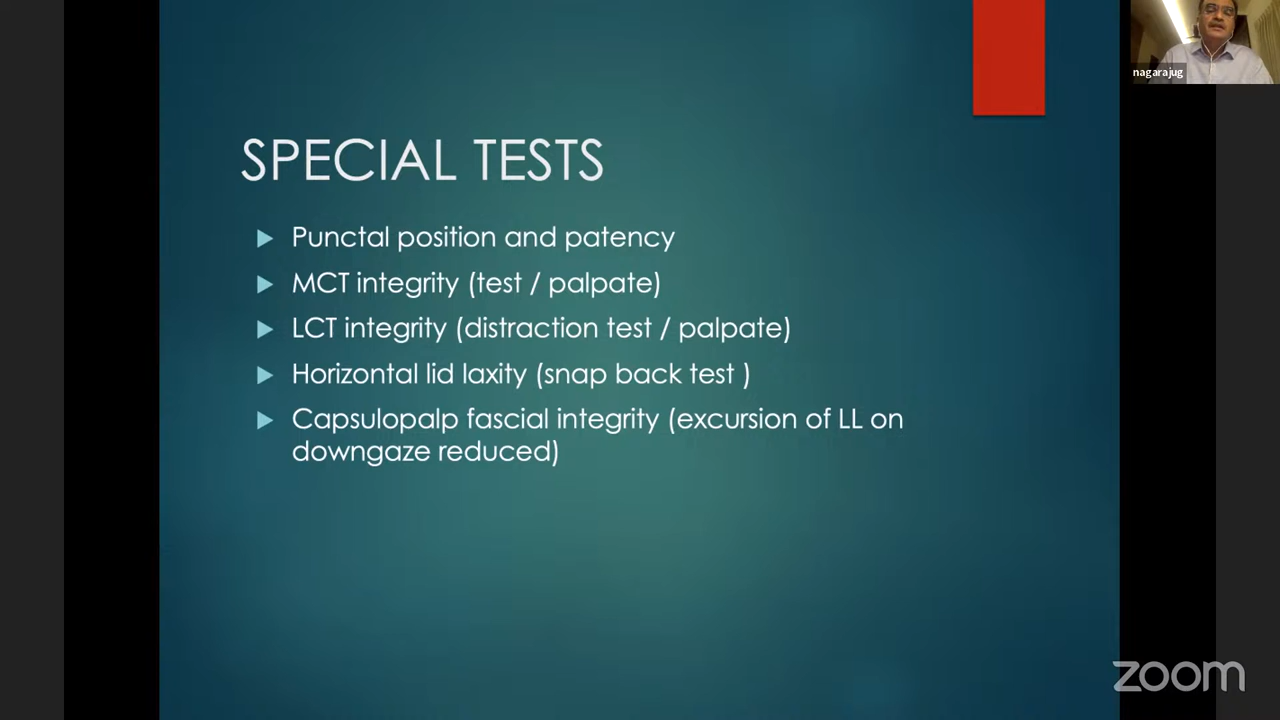 nagarajug
SPECIAL TESTS
Punctal position and patency
MCT integrity (test / palpate)
LCT integrity (distraction test / palpate)
Horizontal lid laxity (snap back test )
Capsulopalp fascial integrity (excursion of LL on
downgaze reduced)
zoom